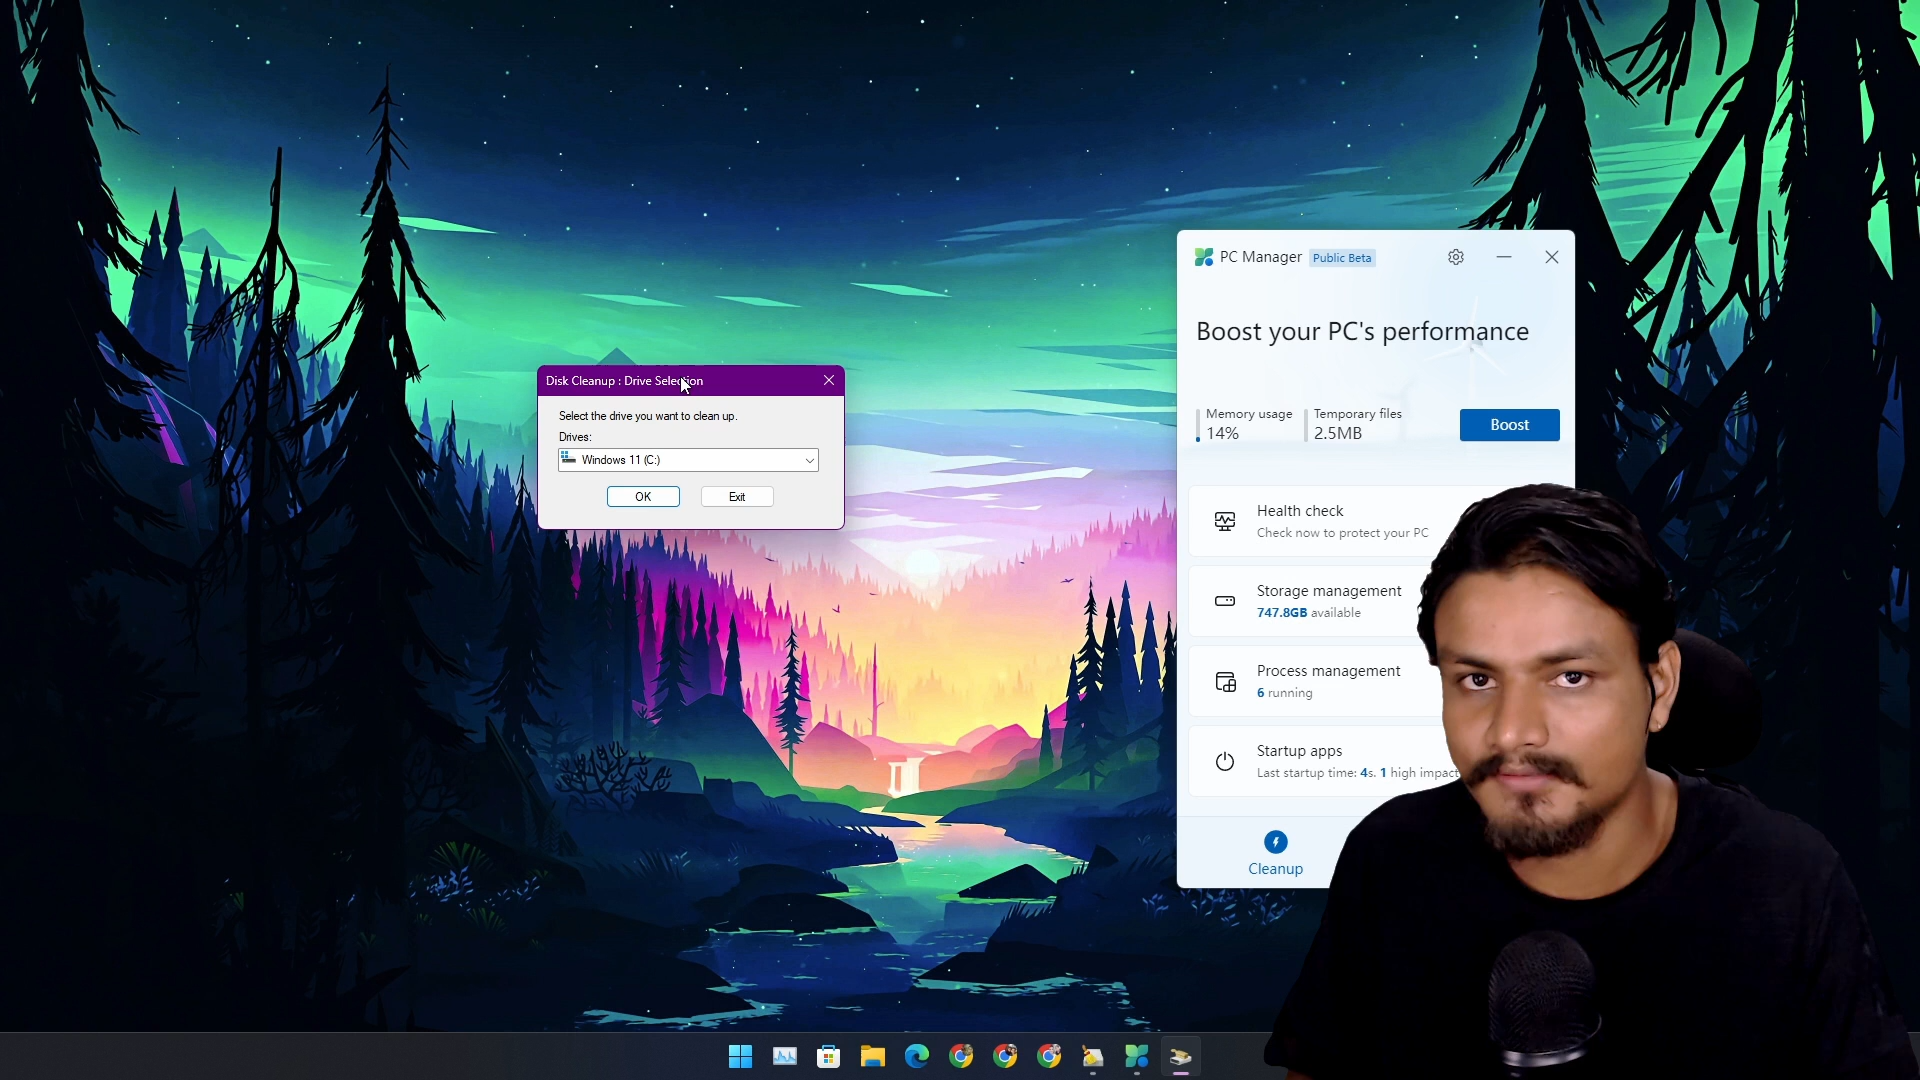 PC Manager Public Beta
Boost your PC's performance
Disk Cleanup : Drive Selection
Select the drive you want to clean up.
Drives:
Windows 11 (C:)
OK Exit
Memory usage Temporary files
14% 2.5MB
Boost
Health check
Check now to protect your PC
Storage management
747.8GB available
Process management
6 running
Startup apps
Last startup time: 4s. 1 high impact
Cleanup